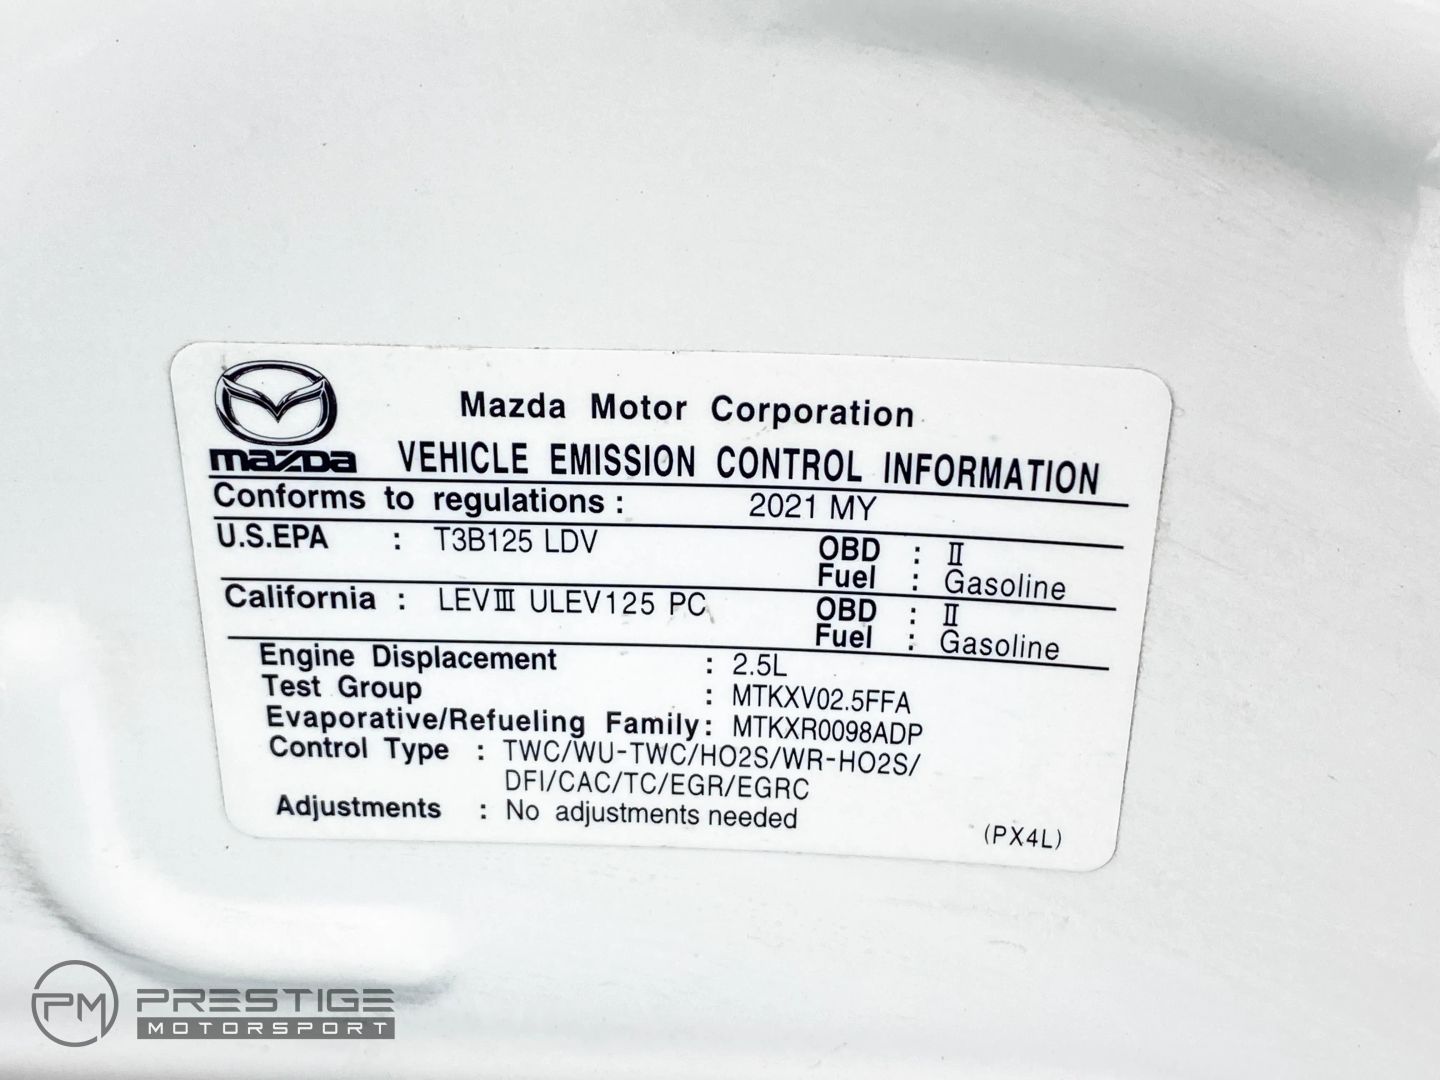 Mazda Motor Corporation
mazda VEHICLE EMISSION CONTROL INFORMATION
Conforms to regulations : 2021 MY
U.S.EPA : T3B125 LDV OBD : II
Fuel : Gasoline
California : LEVIII ULEV125 PC OBD : II
Fuel : Gasoline
Engine Displacement : 2.5L
Test Group : MTKXV02.5FFA
Evaporative/Refueling Family : MTKXR0098ADP
Control Type : TWC/WU-TWC/HO2S/WR-HO2S/
DFI/CAC/TC/EGR/EGRC
Adjustments : No adjustments needed
(PX4L)
PM PRESTIGE
MOTORSPORT